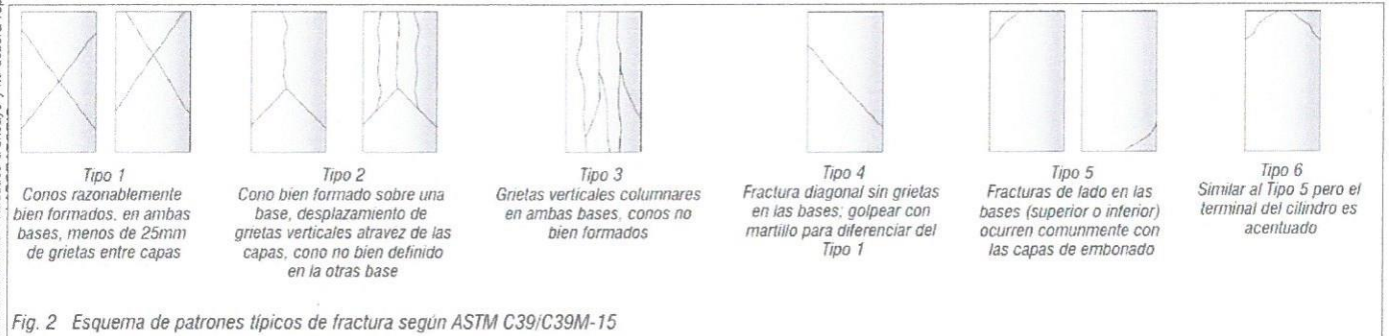 Tipo 1
Conos razonablemente
bien formados, en ambas
bases, menos de 25mm
de grietas entre capas
Tipo 2
Cono bien formado sobre una
base, desplazamiento de
grietas verticales atravez de las
capas, cono no bien definido
en la otras base
Tipo 3
Grietas verticales columnares
en ambas bases, conos no
bien formados
Tipo 4
Fractura diagonal sin grietas
en las bases; golpear con
martillo para diferenciar del
Tipo 1
Tipo 5
Fracturas de lado en las
bases (superior o inferior)
ocurren comunmente con
las capas de embonado
Tipo 6
Similar al Tipo 5 pero el
terminal del cilindro es
acentuado
Fig. 2 Esquema de patrones típicos de fractura según ASTM C39/C39M-15